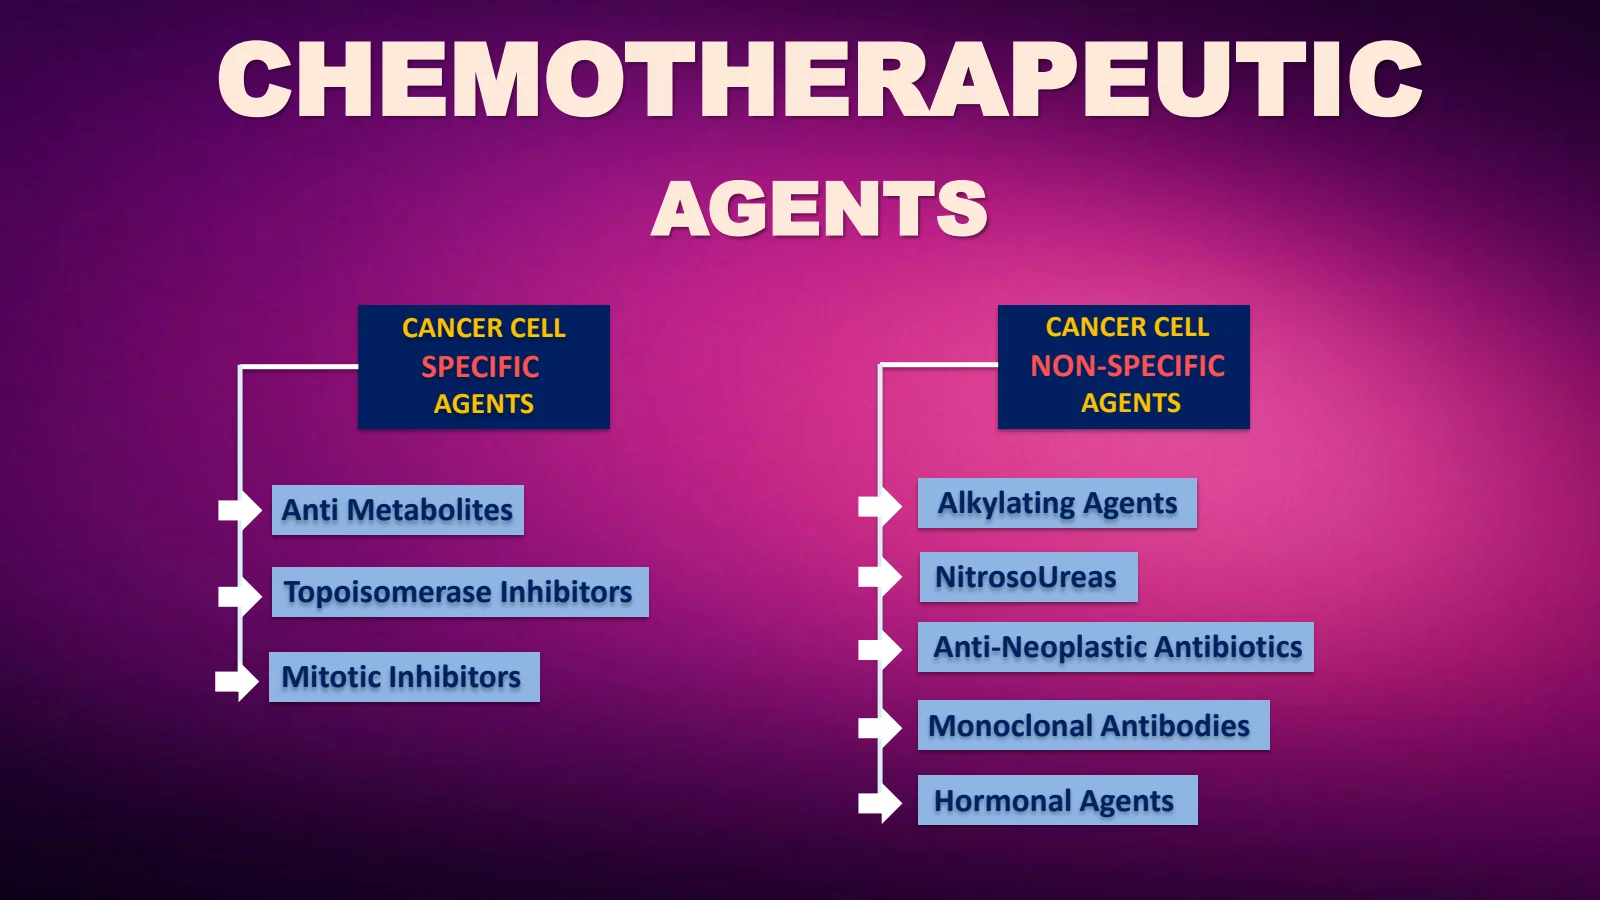 CHEMOTHERAPEUTIC
AGENTS
CANCER CELL
SPECIFIC
AGENTS
Anti Metabolites
Topoisomerase Inhibitors
Mitotic Inhibitors
CANCER CELL
NON-SPECIFIC
AGENTS
Alkylating Agents
NitrosoUreas
Anti-Neoplastic Antibiotics
Monoclonal Antibodies
Hormonal Agents